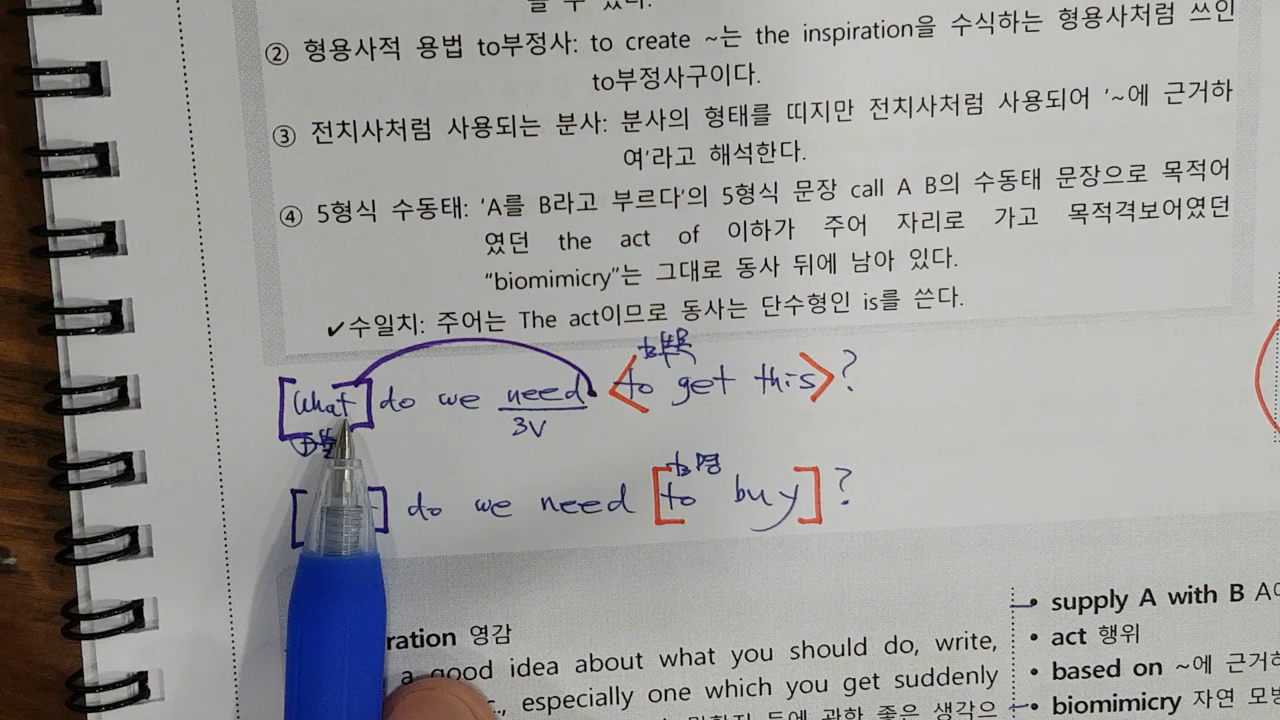 을 수 있다.
② 형용사적 용법 to부정사: to create ~는 the inspiration을 수식하는 형용사처럼 쓰인
to부정사구이다.
③ 전치사처럼 사용되는 분사: 분사의 형태를 띠지만 전치사처럼 사용되어 '~에 근거하
여'라고 해석한다.
④ 5형식 수동태: 'A를 B라고 부르다'의 5형식 문장 call A B의 수동태 문장으로 목적어
였던 the act of 이하가 주어 자리로 가고 목적격보어였던
"biomimicry"는 그대로 동사 뒤에 남아 있다.
✔수일치: 주어는 The act이므로 동사는 단수형인 is를 쓴다.
[What] do we need <to get this>?
3V
[ ] do we need [to buy]?
ration 영감
a good idea about what you should do, write,
, especially one which you get suddenly
관한 좋은 생각으
• supply A with B
• act 행위
• based on ~에 근거하
• biomimicry 자연 모방